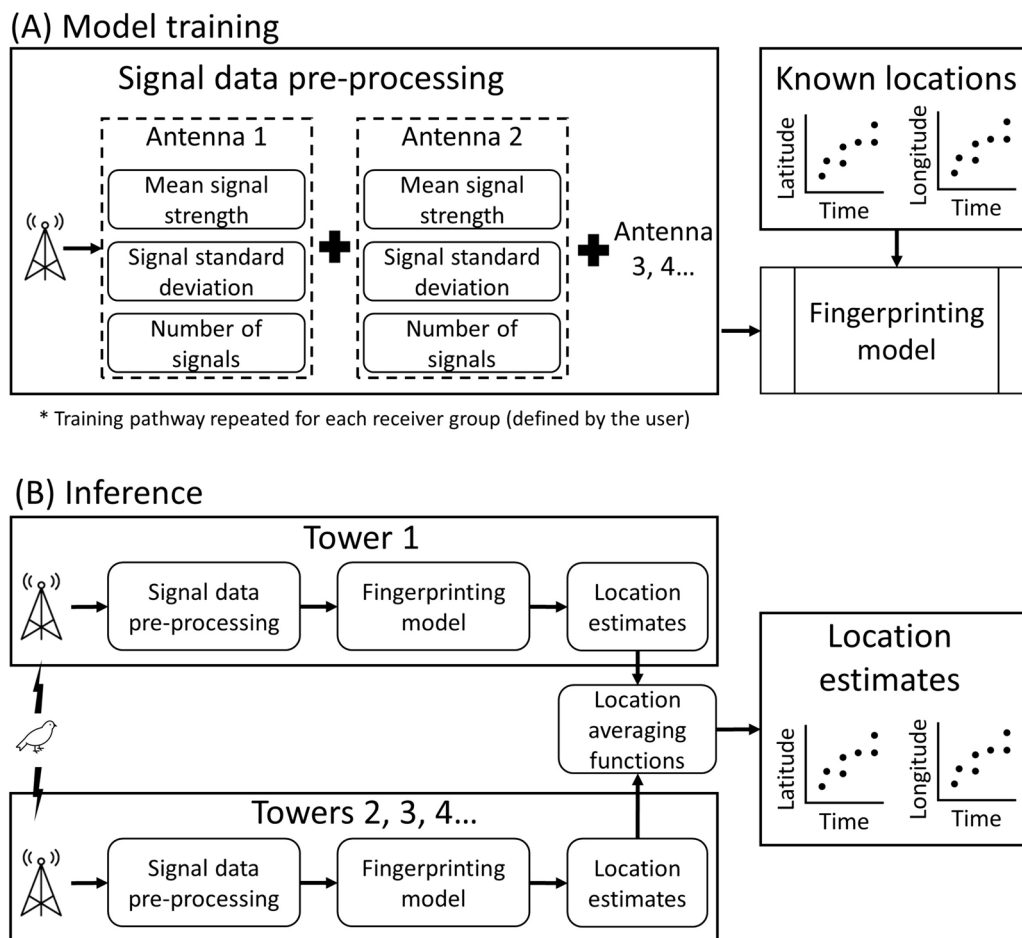 (A) Model training
Signal data pre-processing
Antenna 1
Mean signal
strength
Signal standard
deviation
Number of
signals
Antenna 2
Mean signal
strength
Signal standard
deviation
Number of
signals
Antenna
3, 4...
Known locations
Latitude
Time
Longitude
Time
Fingerprinting
model
* Training pathway repeated for each receiver group (defined by the user)
(B) Inference
Tower 1
Signal data
pre-processing
Fingerprinting
model
Location
estimates
Location
averaging
functions
Towers 2, 3, 4...
Signal data
pre-processing
Fingerprinting
model
Location
estimates
Location
estimates
Latitude
Time
Longitude
Time